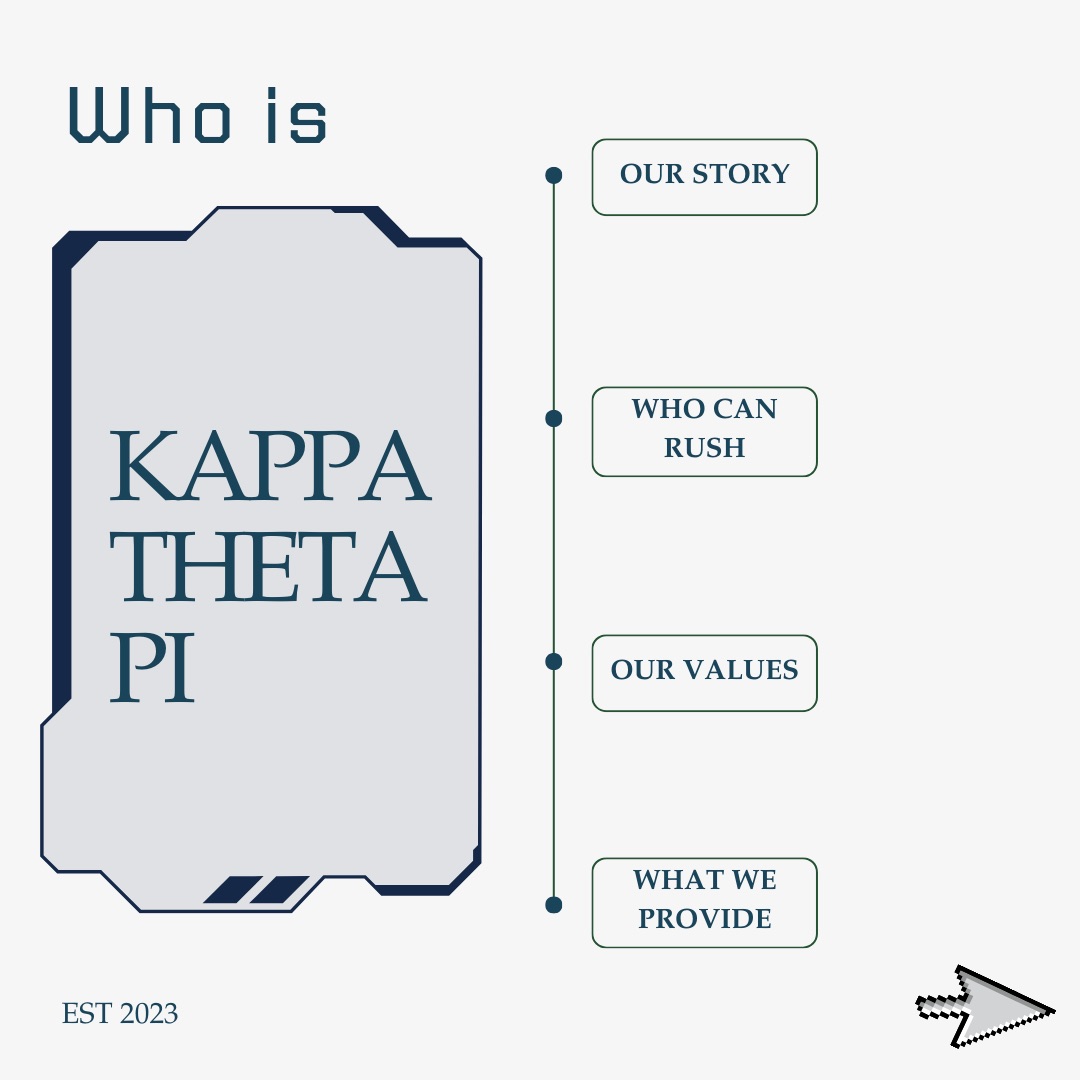 Who is
KAPPA
THETA
PI
EST 2023
OUR STORY
WHO CAN
RUSH
OUR VALUES
WHAT WE
PROVIDE